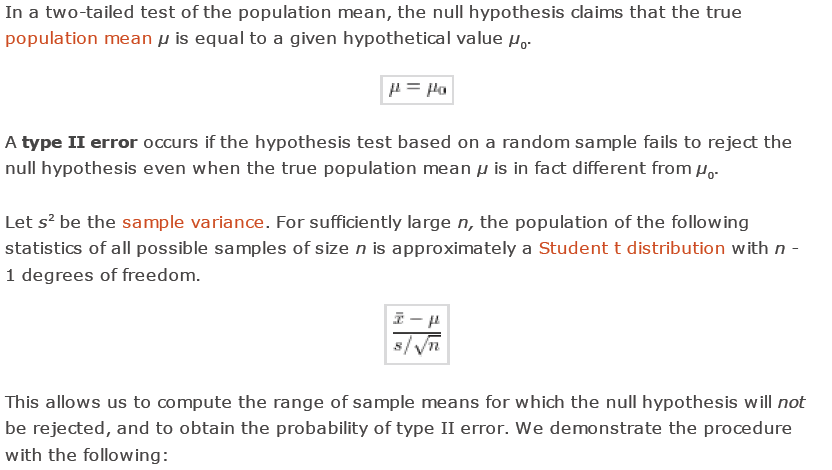 In a two-tailed test of the population mean, the null hypothesis claims that the true
population mean μ is equal to a given hypothetical value μ₀.
μ = μ₀
A type II error occurs if the hypothesis test based on a random sample fails to reject the
null hypothesis even when the true population mean μ is in fact different from μ₀.
Let s² be the sample variance. For sufficiently large n, the population of the following
statistics of all possible samples of size n is approximately a Student t distribution with n -
1 degrees of freedom.
x̄ − μ
s/√n
This allows us to compute the range of sample means for which the null hypothesis will not
be rejected, and to obtain the probability of type II error. We demonstrate the procedure
with the following: